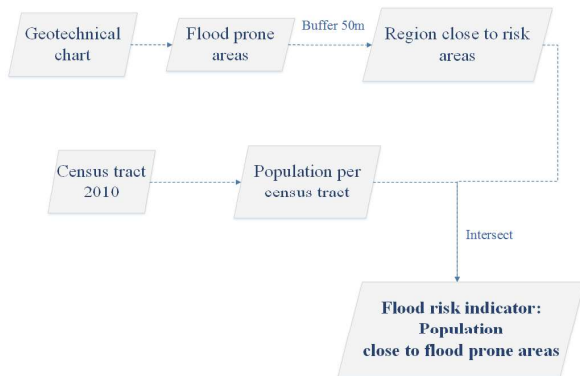 Geotechnical
chart
Flood prone
areas
Buffer 50m
Region close to risk
areas
Census tract
2010
Population per
census tract
Intersect
Flood risk indicator:
Population
close to flood prone areas